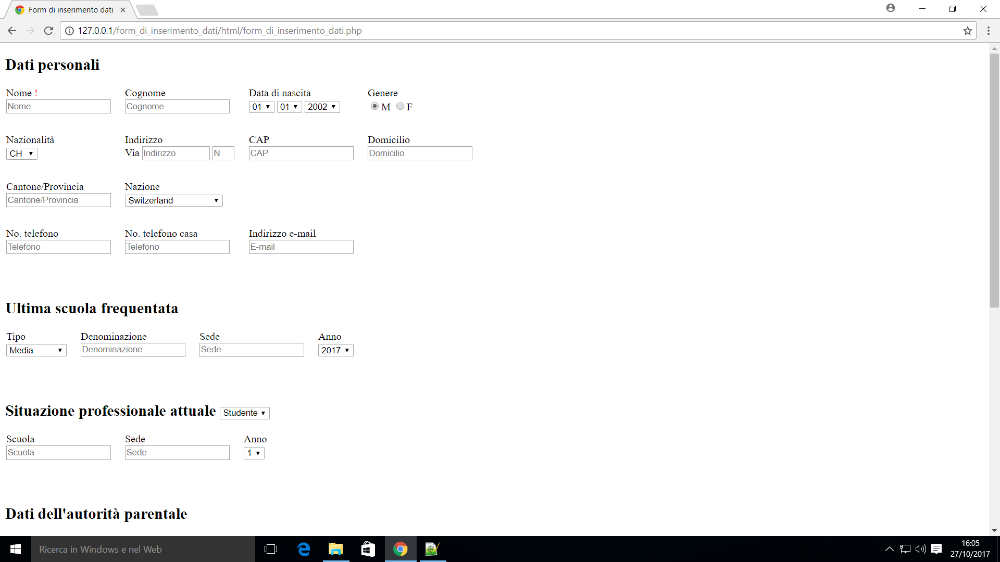 Form di inserimento dati
127.0.0.1/form_di_inserimento_dati/html/form_di_inserimento_dati.php
Dati personali
Nome ! Cognome Data di nascita Genere
Nome Cognome 01 01 2002 M F
Nazionalità Indirizzo CAP Domicilio
CH Via Indirizzo N CAP Domicilio
Cantone/Provincia Nazione
Cantone/Provincia Switzerland
No. telefono No. telefono casa Indirizzo e-mail
Telefono Telefono E-mail
Ultima scuola frequentata
Tipo Denominazione Sede Anno
Media Denominazione Sede 2017
Situazione professionale attuale Studente
Scuola Sede Anno
Scuola Sede 1
Dati dell'autorità parentale
Ricerca in Windows e nel Web
16:05
27/10/2017